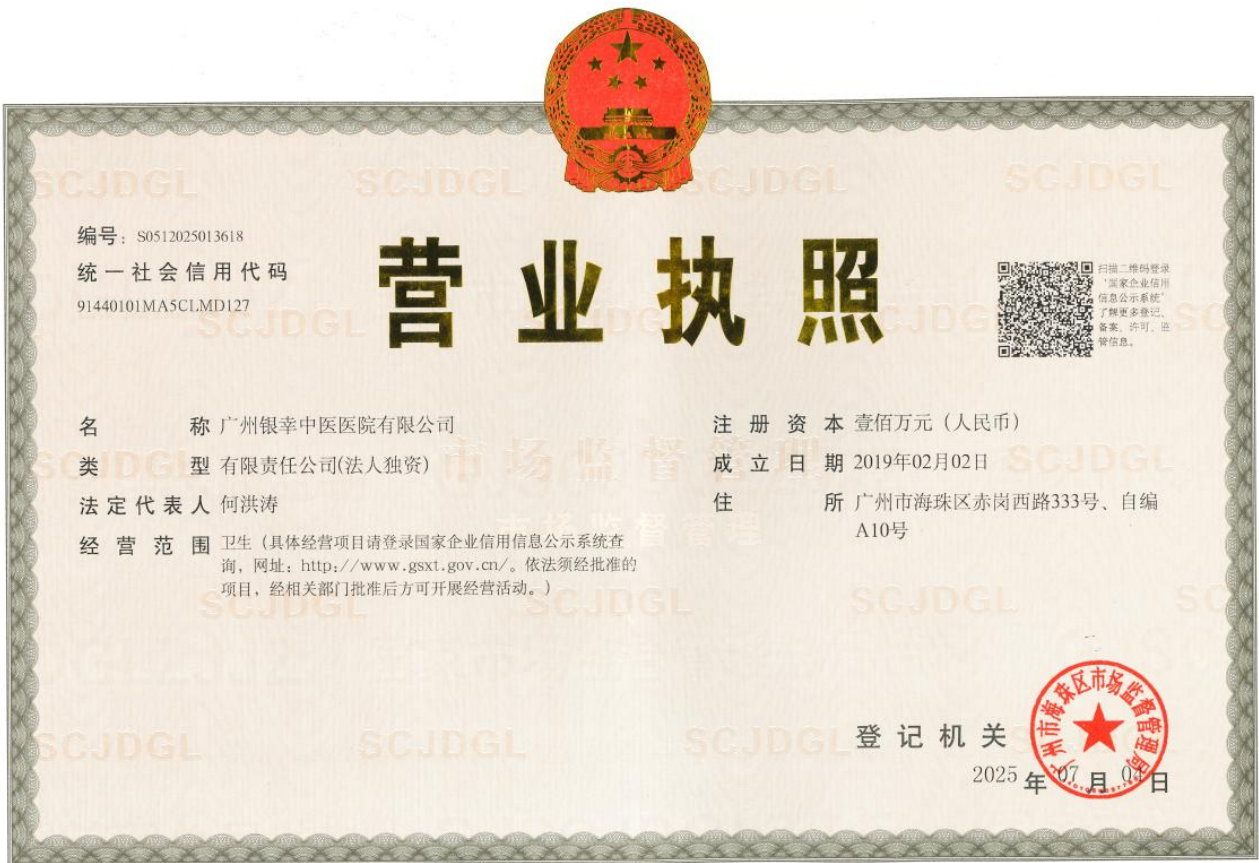 编号：S0512025013618
统一社会信用代码
91440101MA5CLMD127
营业执照
扫描二维码登录
‘国家企业信用
信息公示系统’
了解更多登记、
备案、许可、监
管信息。
名称 广州银幸中医医院有限公司
类型 有限责任公司(法人独资)
法定代表人 何洪涛
经营范围 卫生（具体经营项目请登录国家企业信用信息公示系统查
询，网址：http://www.gsxt.gov.cn/。依法须经批准的
项目，经相关部门批准后方可开展经营活动。）
注册资本 壹佰万元（人民币）
成立日期 2019年02月02日
住所 广州市海珠区赤岗西路333号、自编
A10号
登记机关
广州市海珠区市场监督管理局
2025年07月04日
SCJDGL
市场监督管理